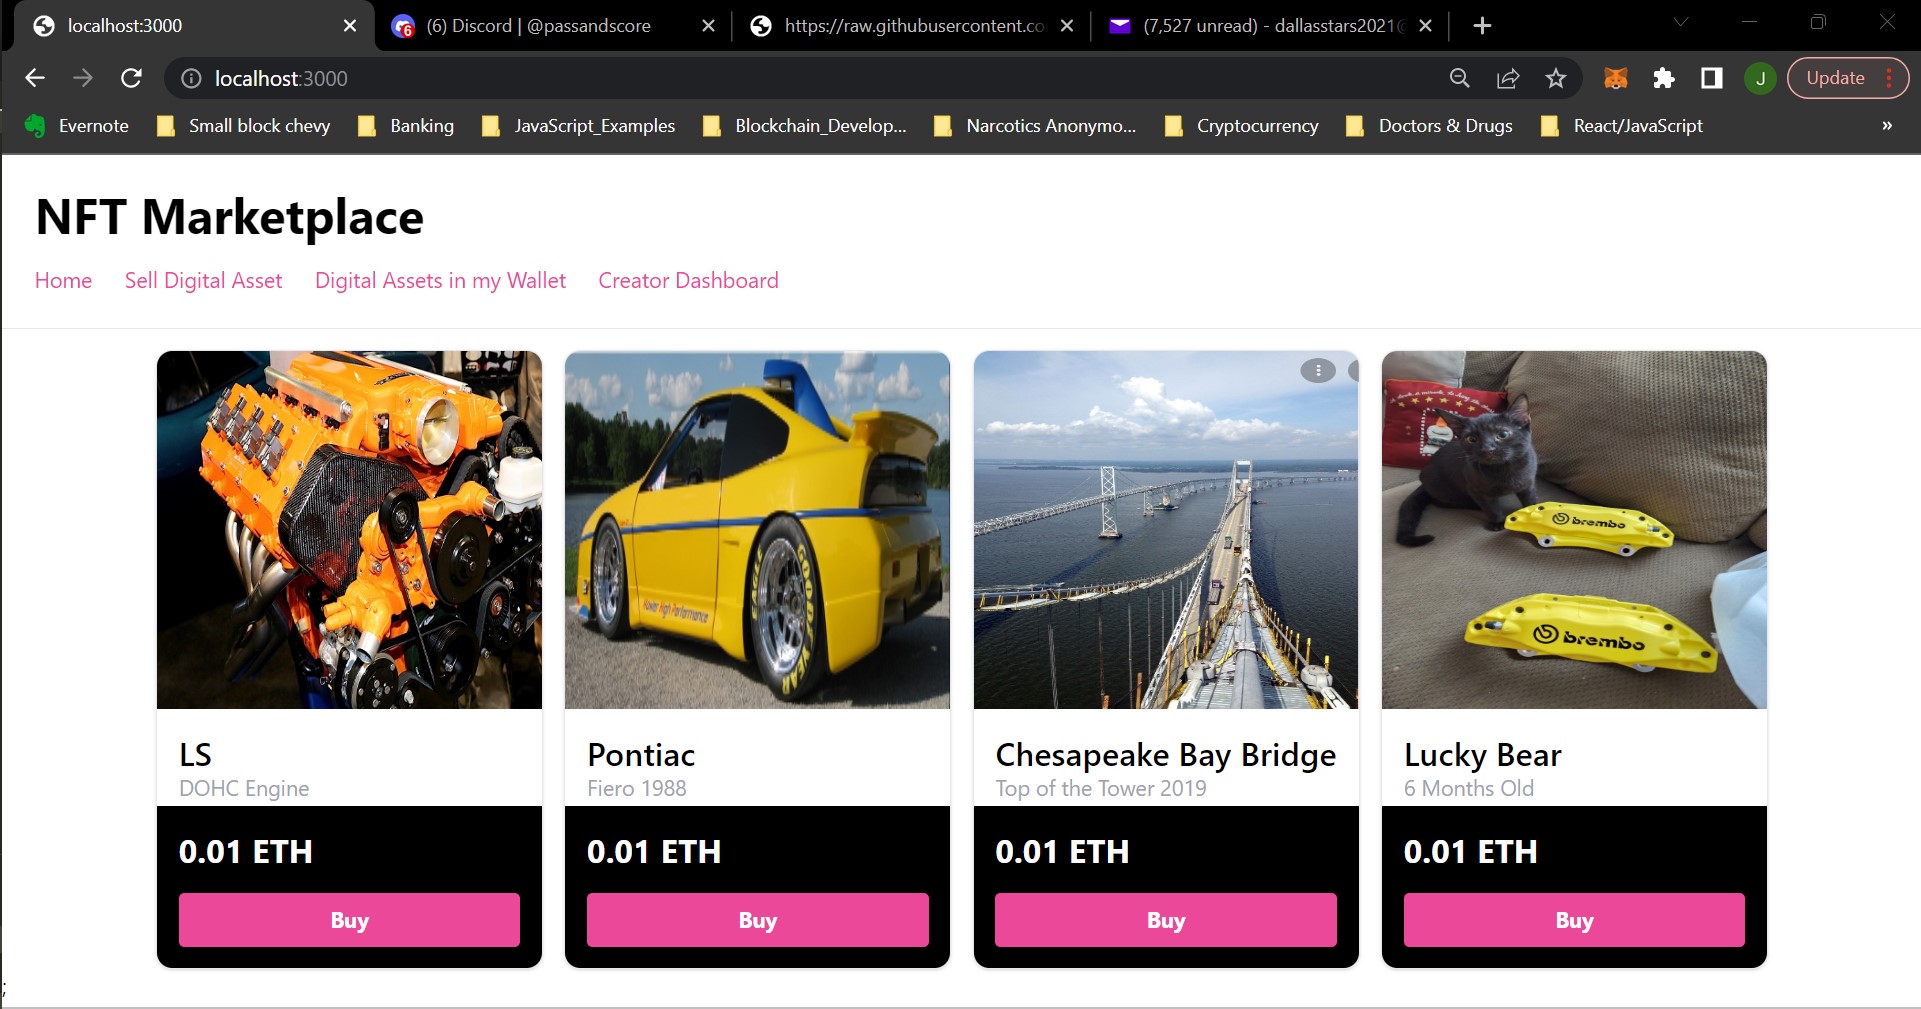 localhost:3000
(6) Discord | @passandscore
https://raw.githubusercontent.co
(7,527 unread) - dallasstars2021@
localhost:3000
J
Update
Evernote
Small block chevy
Banking
JavaScript_Examples
Blockchain_Develop...
Narcotics Anonymo...
Cryptocurrency
Doctors & Drugs
React/JavaScript
»
NFT Marketplace
Home
Sell Digital Asset
Digital Assets in my Wallet
Creator Dashboard
High Performance
GOODYEAR
brembo
brembo
LS
DOHC Engine
0.01 ETH
Buy
Pontiac
Fiero 1988
0.01 ETH
Buy
Chesapeake Bay Bridge
Top of the Tower 2019
0.01 ETH
Buy
Lucky Bear
6 Months Old
0.01 ETH
Buy
;